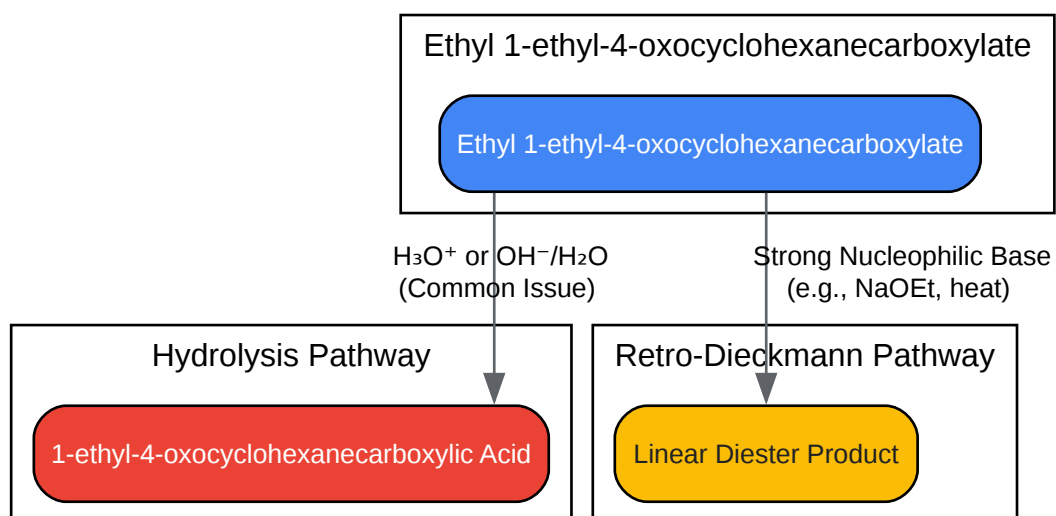 Ethyl 1-ethyl-4-oxocyclohexanecarboxylate
Ethyl 1-ethyl-4-oxocyclohexanecarboxylate
H₃O⁺ or OH⁻/H₂O
(Common Issue)
Strong Nucleophilic Base
(e.g., NaOEt, heat)
Hydrolysis Pathway
1-ethyl-4-oxocyclohexanecarboxylic Acid
Retro-Dieckmann Pathway
Linear Diester Product